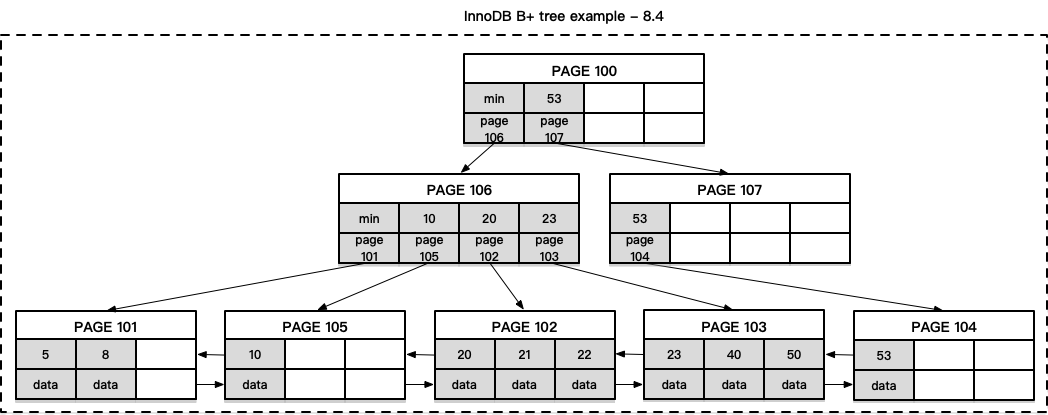 InnoDB B+ tree example – 8.4
PAGE 100
min 53
page 106 page 107
PAGE 106
min 10 20 23
page 101 page 105 page 102 page 103
PAGE 107
53
page 104
PAGE 101
5 8
data data
PAGE 105
10
data
PAGE 102
20 21 22
data data data
PAGE 103
23 40 50
data data data
PAGE 104
53
data